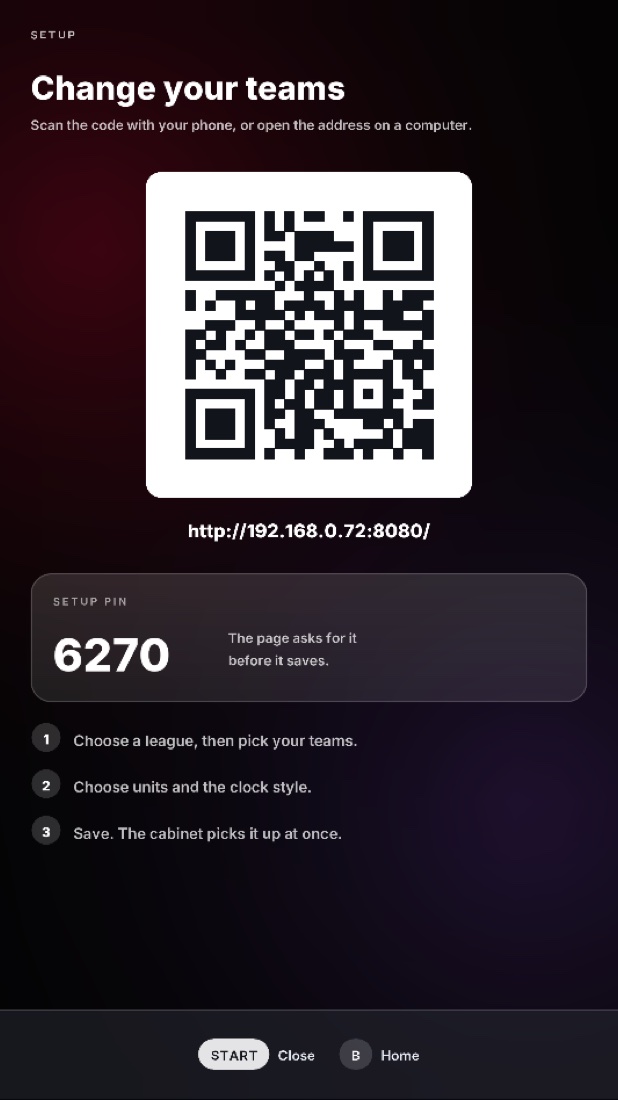 SETUP
Change your teams
Scan the code with your phone, or open the address on a computer.
http://192.168.0.72:8080/
SETUP PIN
6270
The page asks for it
before it saves.
1 Choose a league, then pick your teams.
2 Choose units and the clock style.
3 Save. The cabinet picks it up at once.
START Close B Home